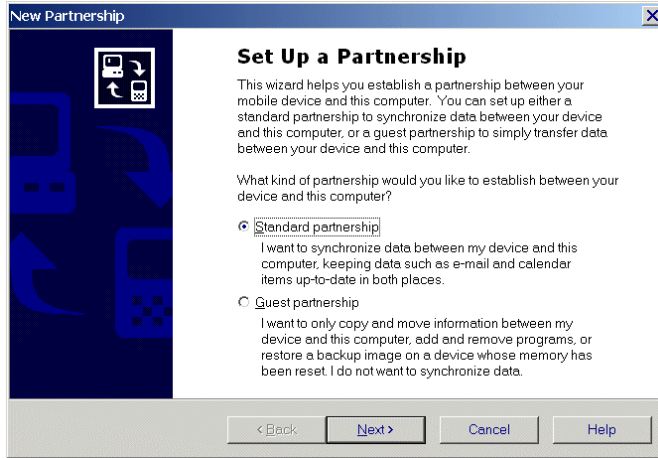 New Partnership
Set Up a Partnership
This wizard helps you establish a partnership between your
mobile device and this computer. You can set up either a
standard partnership to synchronize data between your device
and this computer, or a guest partnership to simply transfer data
between your device and this computer.
What kind of partnership would you like to establish between your
device and this computer?
Standard partnership
I want to synchronize data between my device and this
computer, keeping data such as e-mail and calendar
items up-to-date in both places.
Guest partnership
I want to only copy and move information between my
device and this computer, add and remove programs, or
restore a backup image on a device whose memory has
been reset. I do not want to synchronize data.
< Back Next > Cancel Help